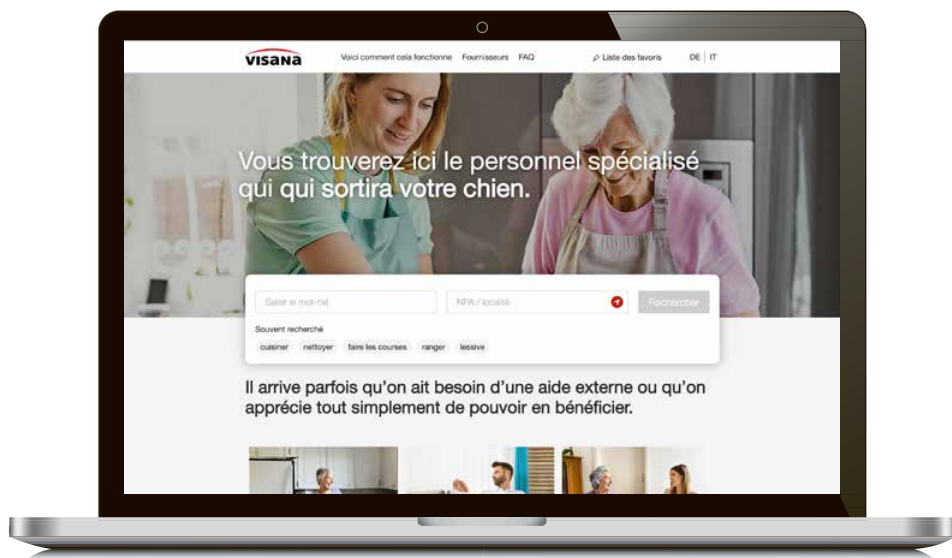 visana
Voici comment cela fonctionne Fournisseurs FAQ Liste des favoris DE IT
Vous trouverez ici le personnel spécialisé
qui qui sortira votre chien.
Saisir le mot-clé NPA / localité Rechercher
Souvent recherché
cuisiner nettoyer faire les courses ranger lessive
Il arrive parfois qu'on ait besoin d'une aide externe ou qu'on
apprécie tout simplement de pouvoir en bénéficier.